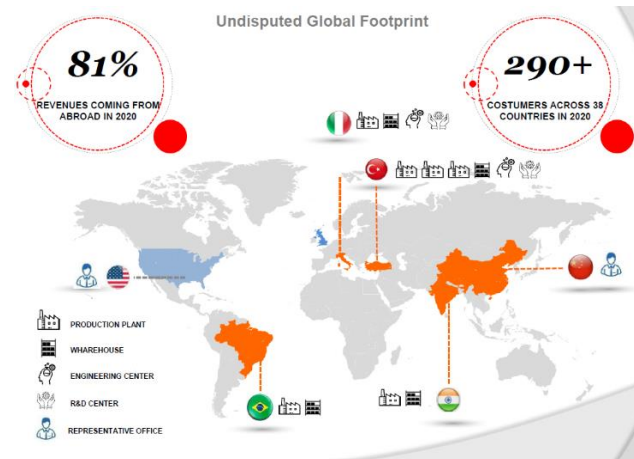 Undisputed Global Footprint
81%
REVENUES COMING FROM
ABROAD IN 2020
290+
COSTUMERS ACROSS 38
COUNTRIES IN 2020
PRODUCTION PLANT
WHAREHOUSE
ENGINEERING CENTER
R&D CENTER
REPRESENTATIVE OFFICE